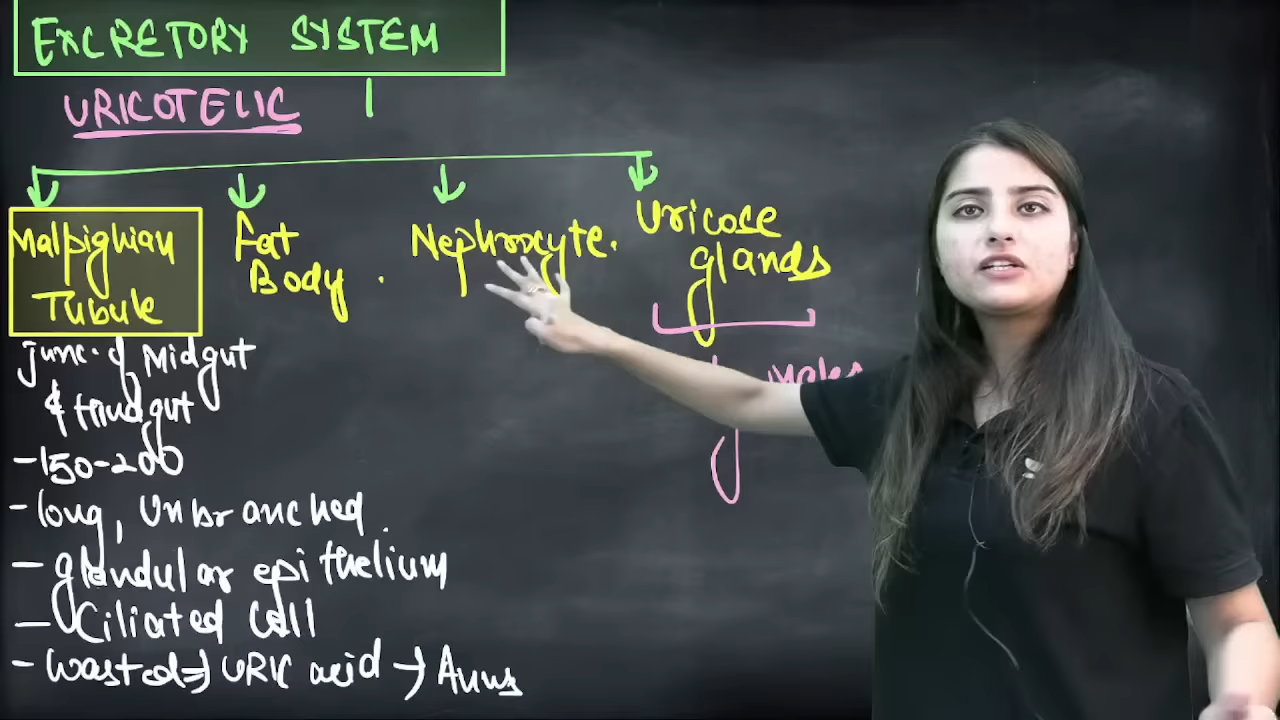 EXCRETORY SYSTEM
URICOTELIC
Malpighian
Tubule
Fat
Body
Nephrocyte.
Uricose
glands
junc. of Midgut
& Hindgut
-150-200
- long, Unbranched
- glandular epithelium
- Ciliated Cell
- wasted ⇒ URIC acid → Anus